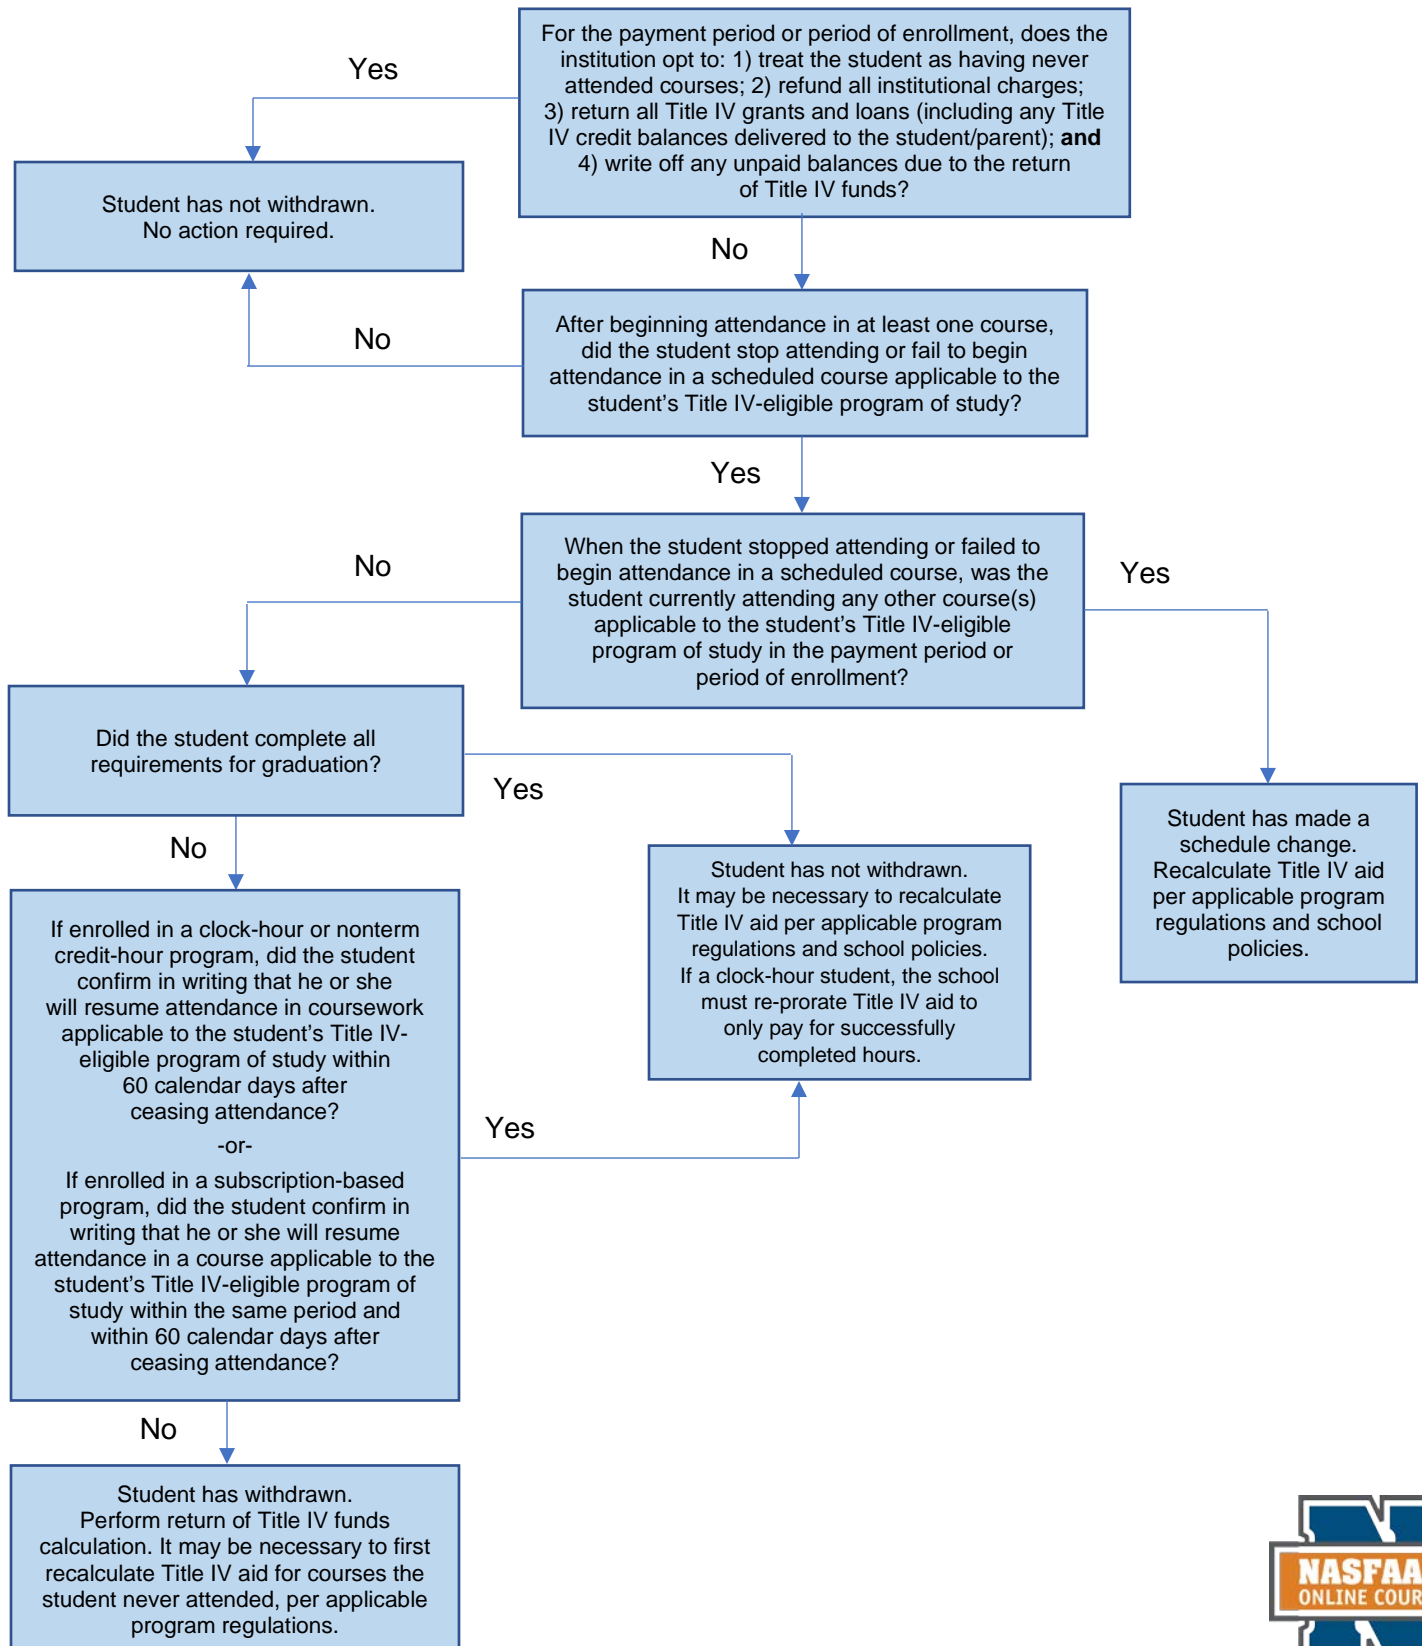 For the payment period or period of enrollment, does the
institution opt to: 1) treat the student as having never
attended courses; 2) refund all institutional charges;
3) return all Title IV grants and loans (including any Title
IV credit balances delivered to the student/parent); and
4) write off any unpaid balances due to the return
of Title IV funds?
Yes
Student has not withdrawn.
No action required.
No
After beginning attendance in at least one course,
did the student stop attending or fail to begin
attendance in a scheduled course applicable to the
student's Title IV-eligible program of study?
No
Yes
When the student stopped attending or failed to
begin attendance in a scheduled course, was the
student currently attending any other course(s)
applicable to the student's Title IV-eligible
program of study in the payment period or
period of enrollment?
No
Yes
Did the student complete all
requirements for graduation?
Yes
Student has made a
schedule change.
Recalculate Title IV aid
per applicable program
regulations and school
policies.
No
Student has not withdrawn.
It may be necessary to recalculate
Title IV aid per applicable program
regulations and school policies.
If a clock-hour student, the school
must re-prorate Title IV aid to
only pay for successfully
completed hours.
If enrolled in a clock-hour or nonterm
credit-hour program, did the student
confirm in writing that he or she
will resume attendance in coursework
applicable to the student's Title IV-
eligible program of study within
60 calendar days after
ceasing attendance?
-or-
If enrolled in a subscription-based
program, did the student confirm in
writing that he or she will resume
attendance in a course applicable to the
student's Title IV-eligible program of
study within the same period and
within 60 calendar days after
ceasing attendance?
Yes
No
Student has withdrawn.
Perform return of Title IV funds
calculation. It may be necessary to first
recalculate Title IV aid for courses the
student never attended, per applicable
program regulations.
NASFAA
ONLINE COUR